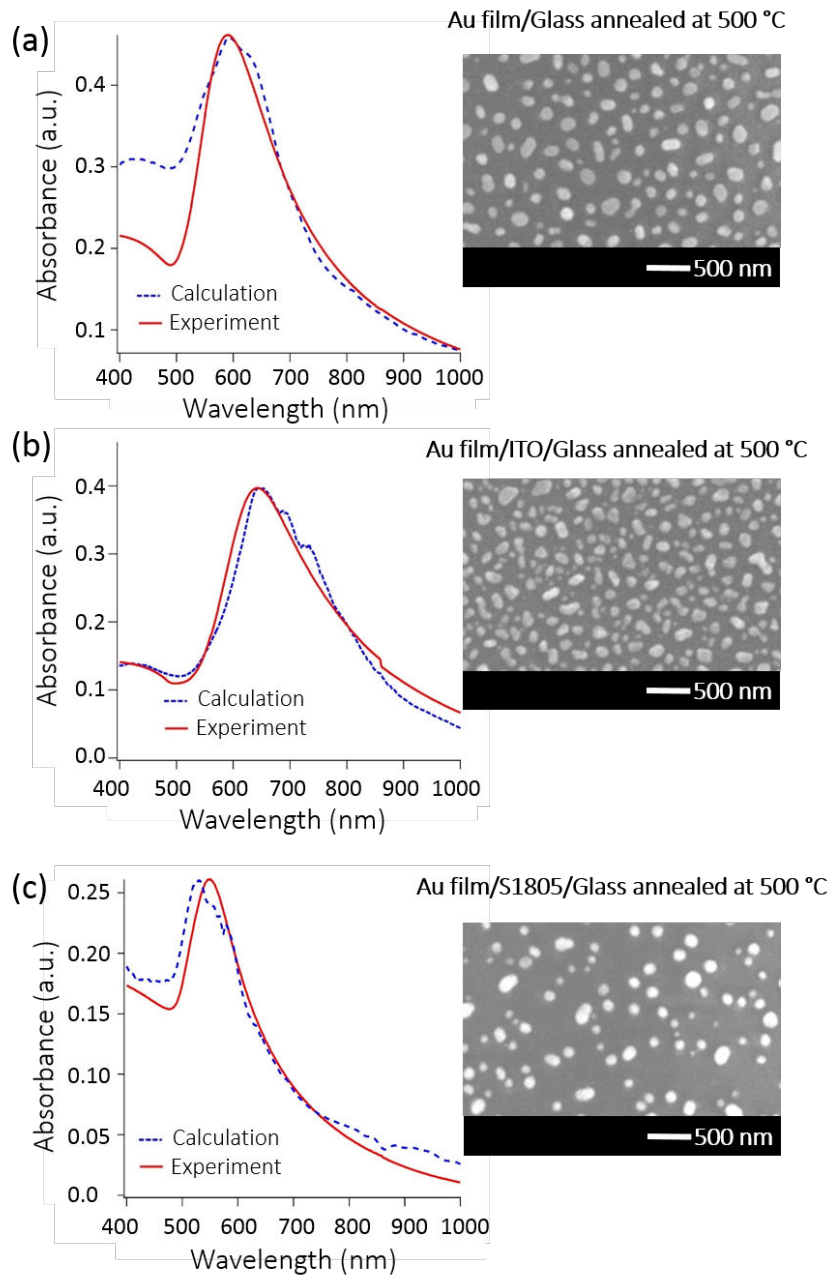 (a)
Au film/Glass annealed at 500 °C
Absorbance (a.u.)
0.4
0.3
0.2
0.1
Calculation
Experiment
400 500 600 700 800 900 1000
Wavelength (nm)
500 nm
(b)
Au film/ITO/Glass annealed at 500 °C
Absorbance (a.u.)
0.4
0.3
0.2
0.1
0.0
Calculation
Experiment
400 500 600 700 800 900 1000
Wavelength (nm)
500 nm
(c)
Au film/S1805/Glass annealed at 500 °C
Absorbance (a.u.)
0.25
0.20
0.15
0.10
0.05
0.0
Calculation
Experiment
400 500 600 700 800 900 1000
Wavelength (nm)
500 nm